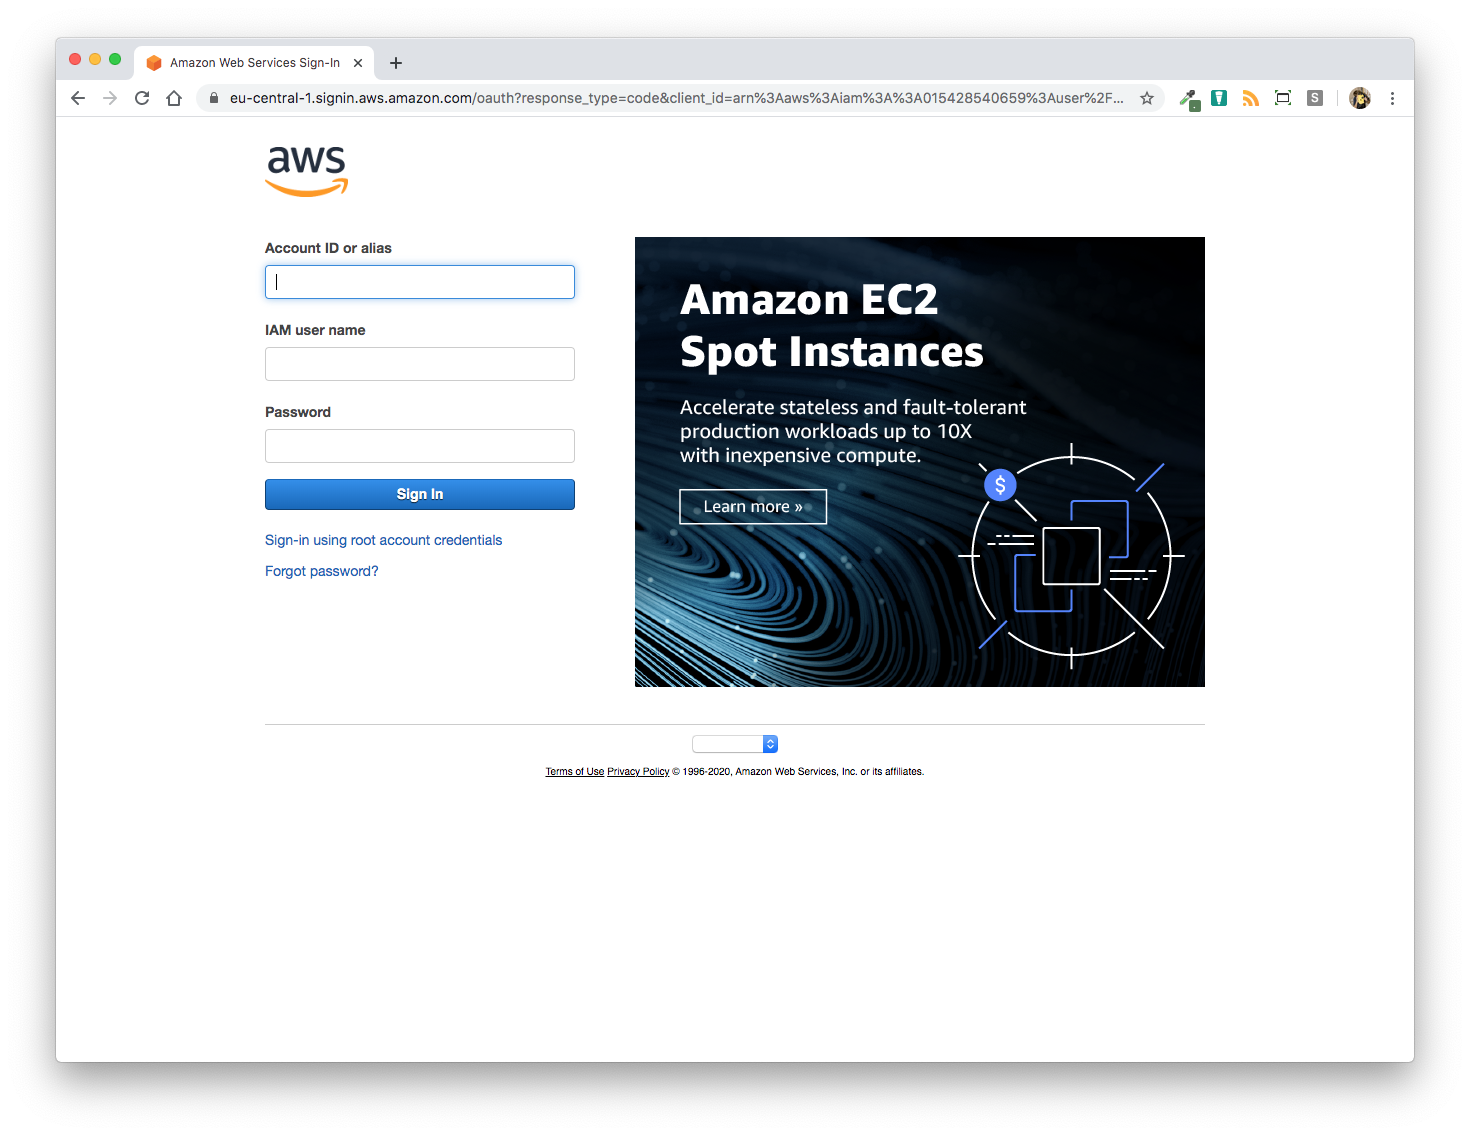 Amazon Web Services Sign-In
eu-central-1.signin.aws.amazon.com/oauth?response_type=code&client_id=arn%3Aaws%3Aiam%3A%3A015428540659%3Auser%2F...
S
aws
Account ID or alias
IAM user name
Password
Sign In
Sign-in using root account credentials
Forgot password?
Amazon EC2
Spot Instances
Accelerate stateless and fault-tolerant
production workloads up to 10X
with inexpensive compute.
Learn more »
$
Terms of Use Privacy Policy © 1996-2020, Amazon Web Services, Inc. or its affiliates.